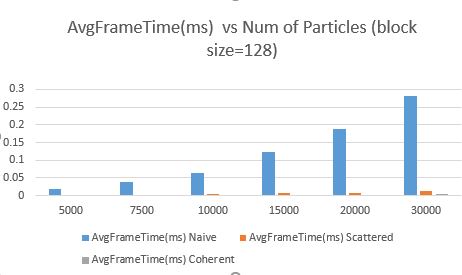 AvgFrameTime(ms) vs Num of Particles (block
size=128)
0.3
0.25
0.2
0.15
0.1
0.05
0
5000 7500 10000 15000 20000 30000
AvgFrameTime(ms) Naive AvgFrameTime(ms) Scattered
AvgFrameTime(ms) Coherent